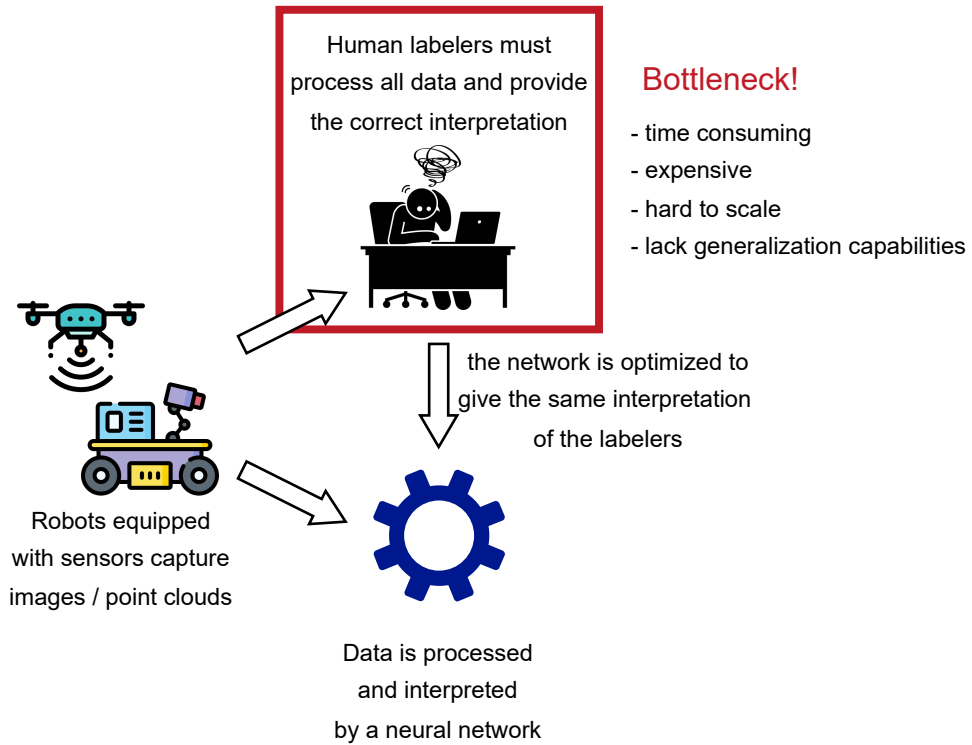 Human labelers must
process all data and provide
the correct interpretation
Bottleneck!
- time consuming
- expensive
- hard to scale
- lack generalization capabilities
the network is optimized to
give the same interpretation
of the labelers
Robots equipped
with sensors capture
images / point clouds
Data is processed
and interpreted
by a neural network